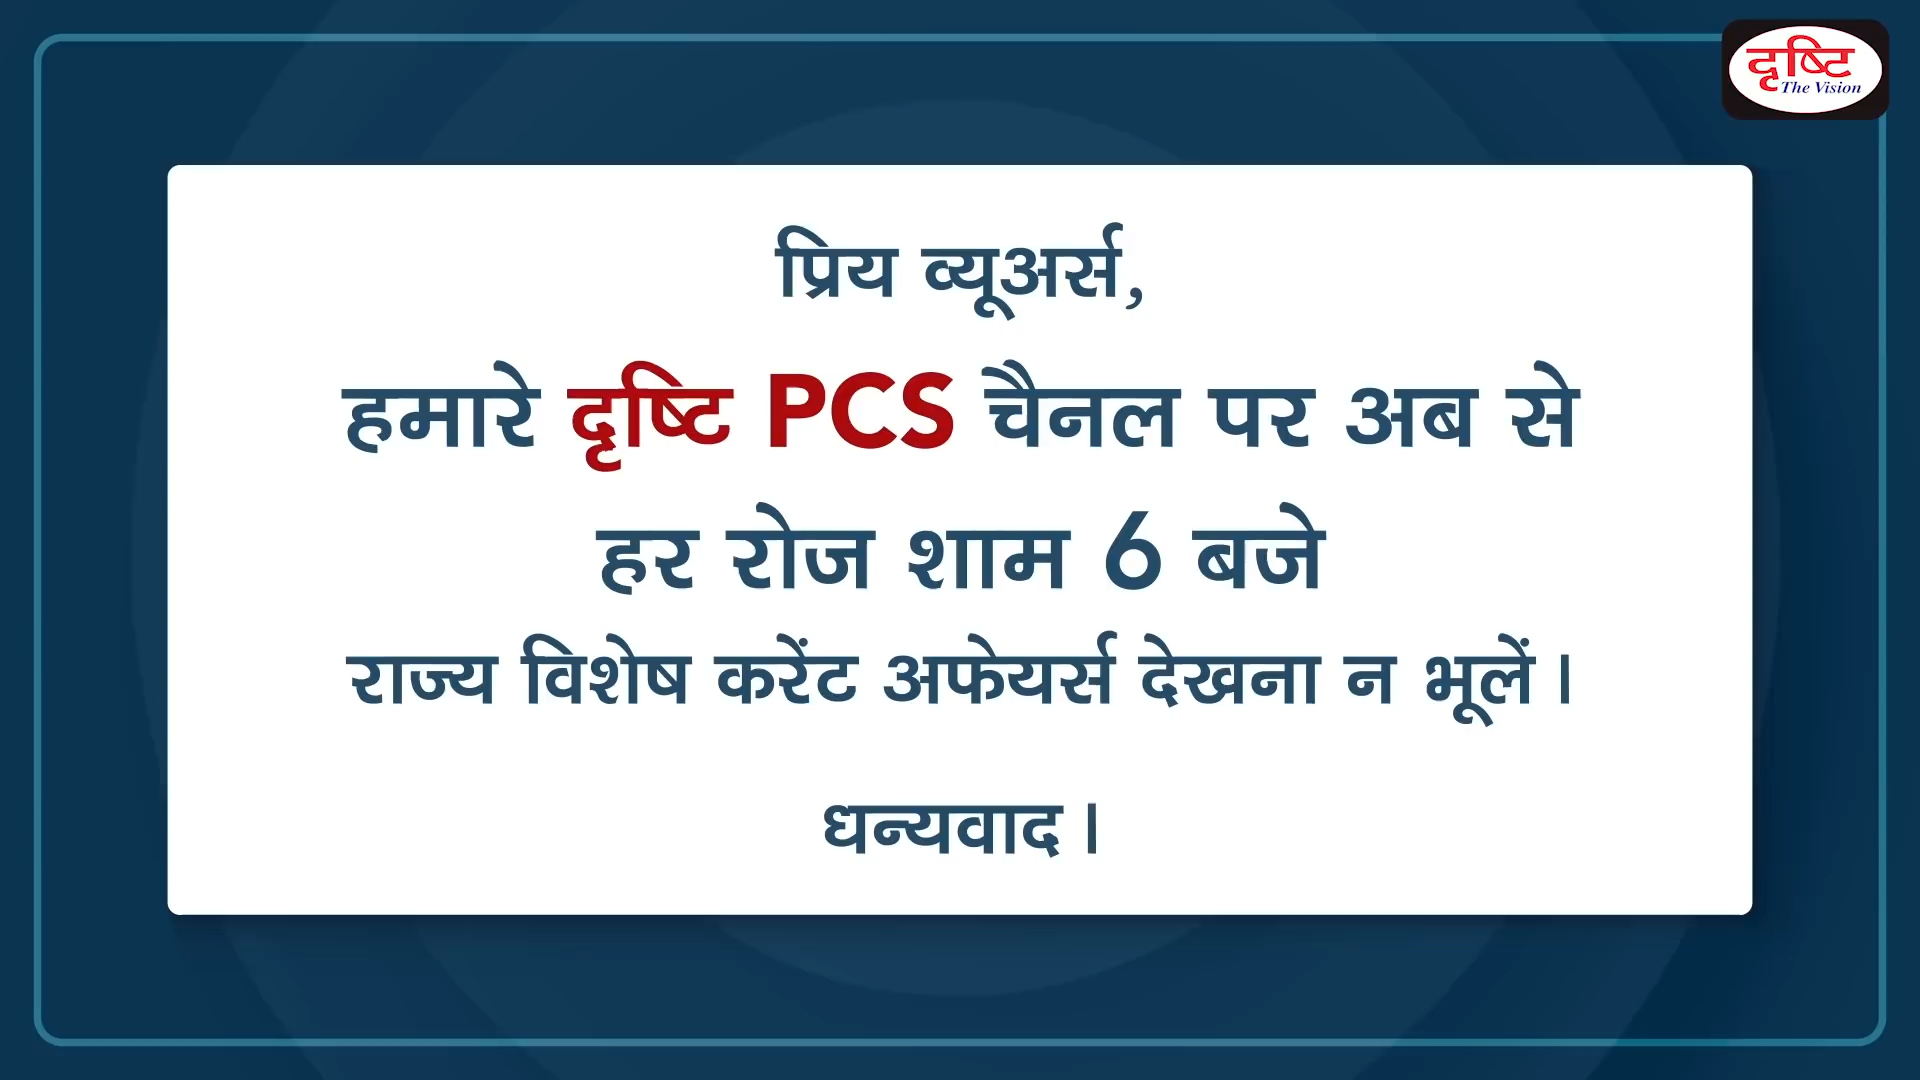 दृष्टि
The Vision
प्रिय व्यूअर्स,
हमारे दृष्टि PCS चैनल पर अब से
हर रोज शाम 6 बजे
राज्य विशेष करेंट अफेयर्स देखना न भूलें।
धन्यवाद।